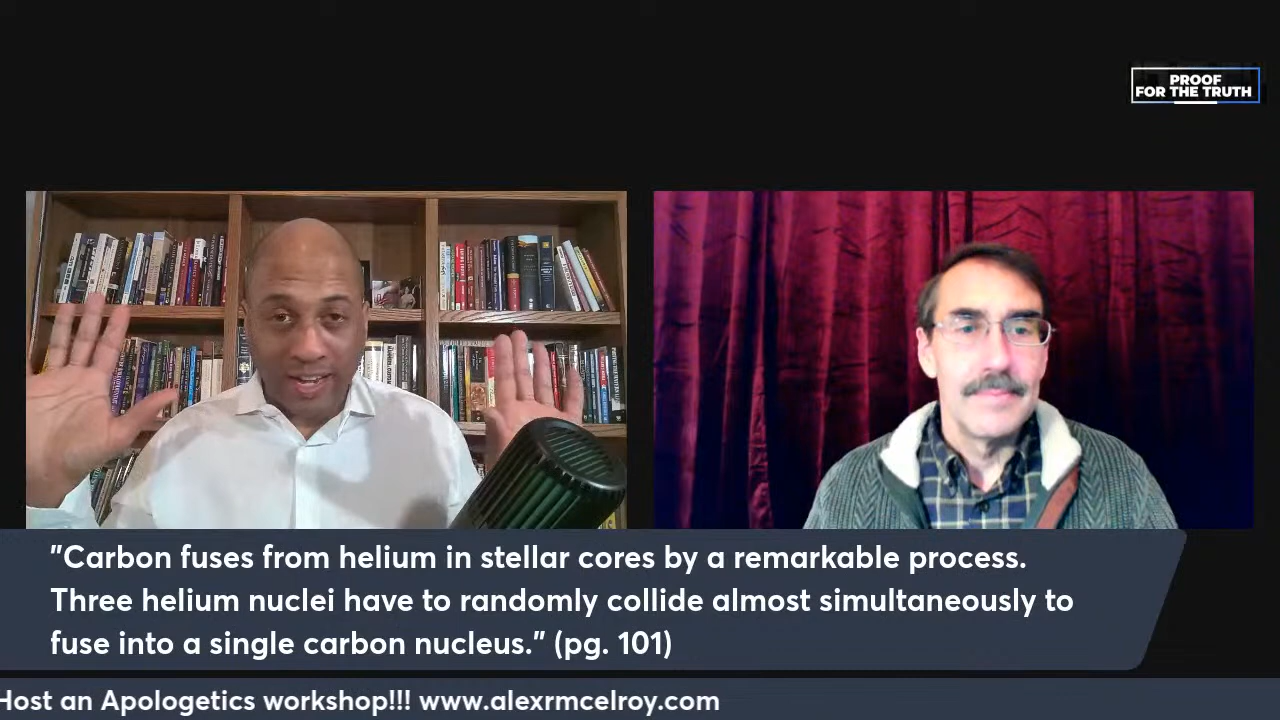 PROOF
FOR THE TRUTH
"Carbon fuses from helium in stellar cores by a remarkable process.
Three helium nuclei have to randomly collide almost simultaneously to
fuse into a single carbon nucleus." (pg. 101)
Host an Apologetics workshop!!! www.alexrmcelroy.com